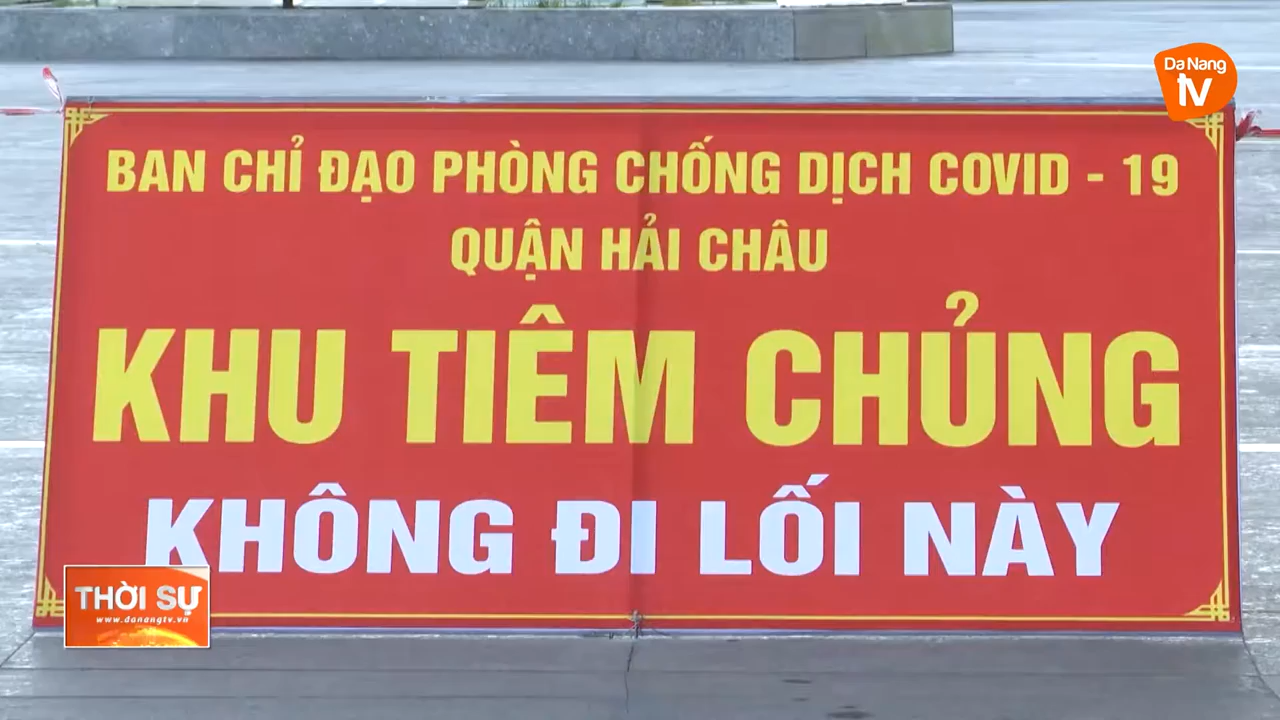 Da Nang
tv
BAN CHỈ ĐẠO PHÒNG CHỐNG DỊCH COVID - 19
QUẬN HẢI CHÂU
KHU TIÊM CHỦNG
KHÔNG ĐI LỐI NÀY
THỜI SỰ
www.danangtv.vn